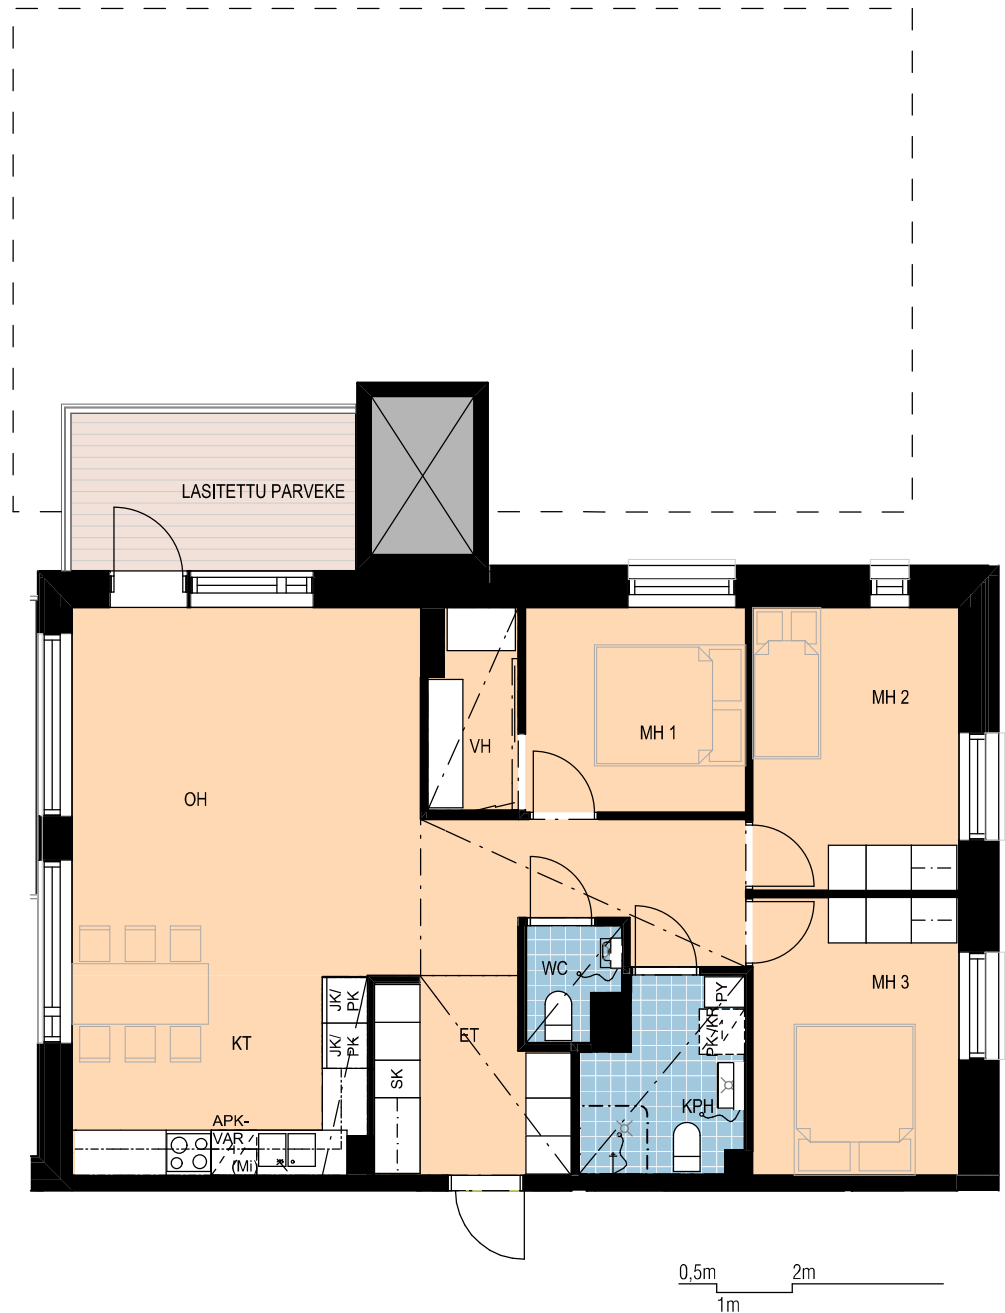 LASITETTU PARVEKE
MH 2
MH 1
VH
OH
WC
MH 3
JK/
PK
PY
JK/
PK
PK/KR
ET
KT
SK
KPH
APK-
VAR
(Mi)
0,5m
2m
1m